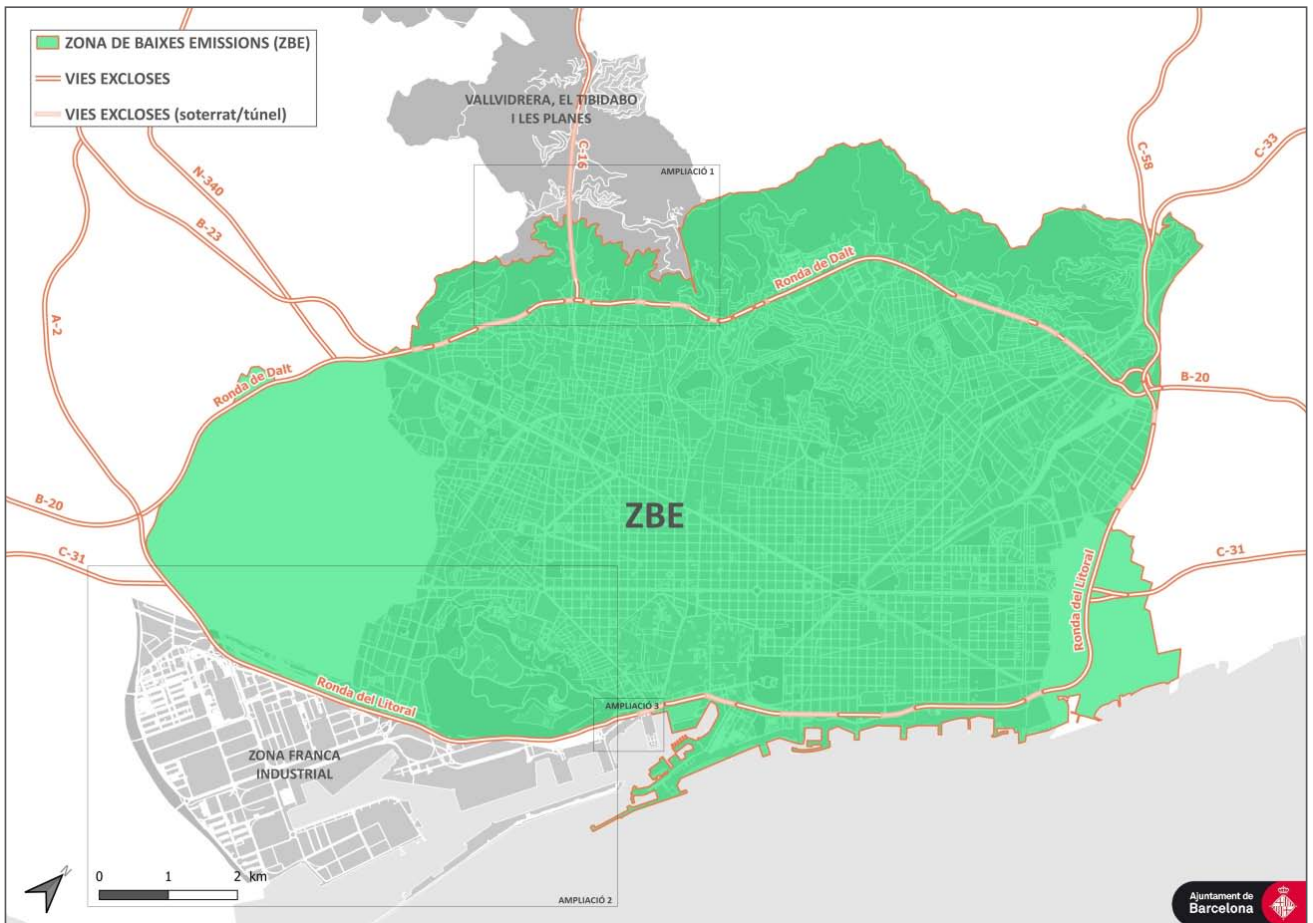 ZONA DE BAIXES EMISSIONS (ZBE)
VIES EXCLOSES
VIES EXCLOSES (soterrat/túnel)
VALLVIDRERA, EL TIBIDABO
I LES PLANES
C-16
AMPLIACIÓ 1
C-58
C-33
N-340
B-23
A-2
Ronda de Dalt
Ronda de Dalt
B-20
B-20
C-31
ZBE
C-31
Ronda del Litoral
Ronda del Litoral
AMPLIACIÓ 3
ZONA FRANCA
INDUSTRIAL
N
0 1 2 km
AMPLIACIÓ 2
Ajuntament de
Barcelona